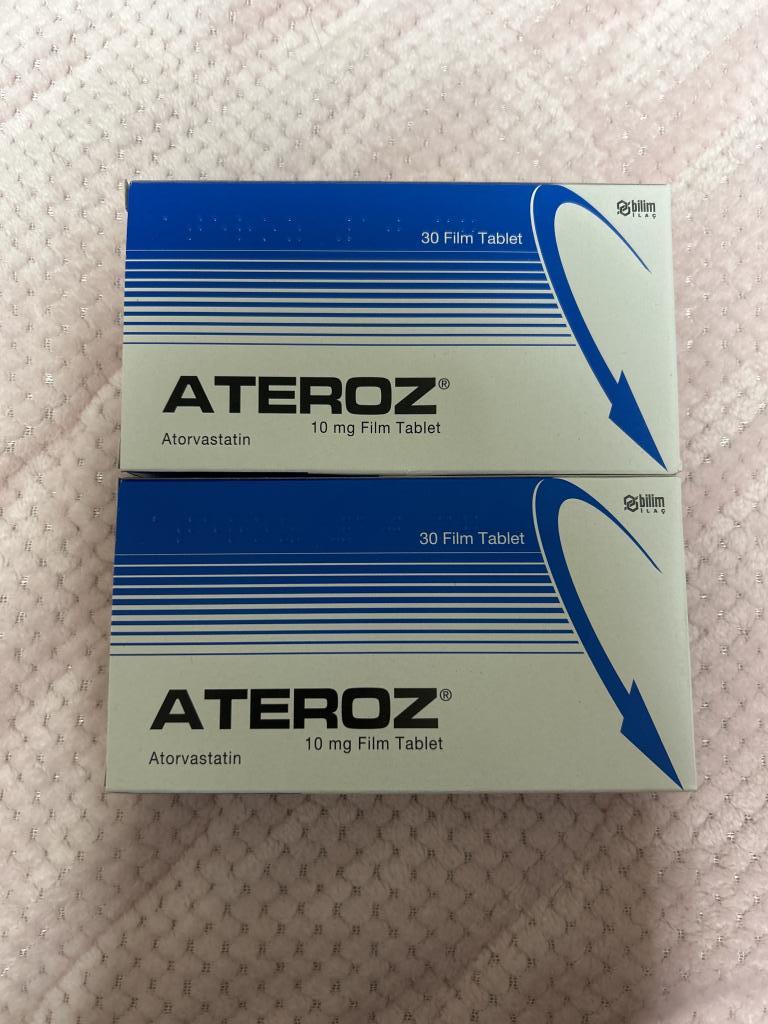 bilim
İLAÇ
30 Film Tablet
ATEROZ®
10 mg Film Tablet
Atorvastatin
bilim
İLAÇ
30 Film Tablet
ATEROZ®
10 mg Film Tablet
Atorvastatin